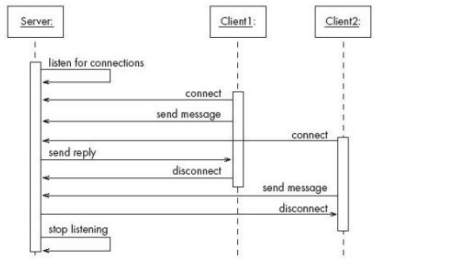 Server:
Client1:
Client2:
listen for connections
connect
send message
connect
send reply
disconnect
send message
disconnect
stop listening